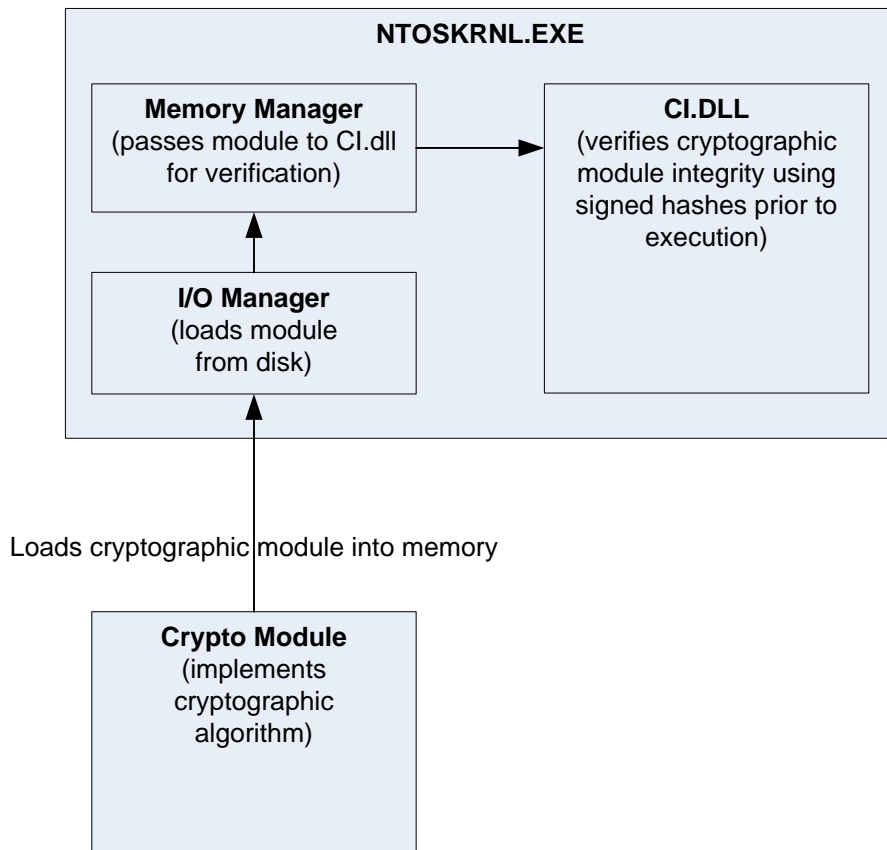 NTOSKRNL.EXE
Memory Manager
(passes module to CI.dll
for verification)
CI.DLL
(verifies cryptographic
module integrity using
signed hashes prior to
execution)
I/O Manager
(loads module
from disk)
Loads cryptographic module into memory
Crypto Module
(implements
cryptographic
algorithm)